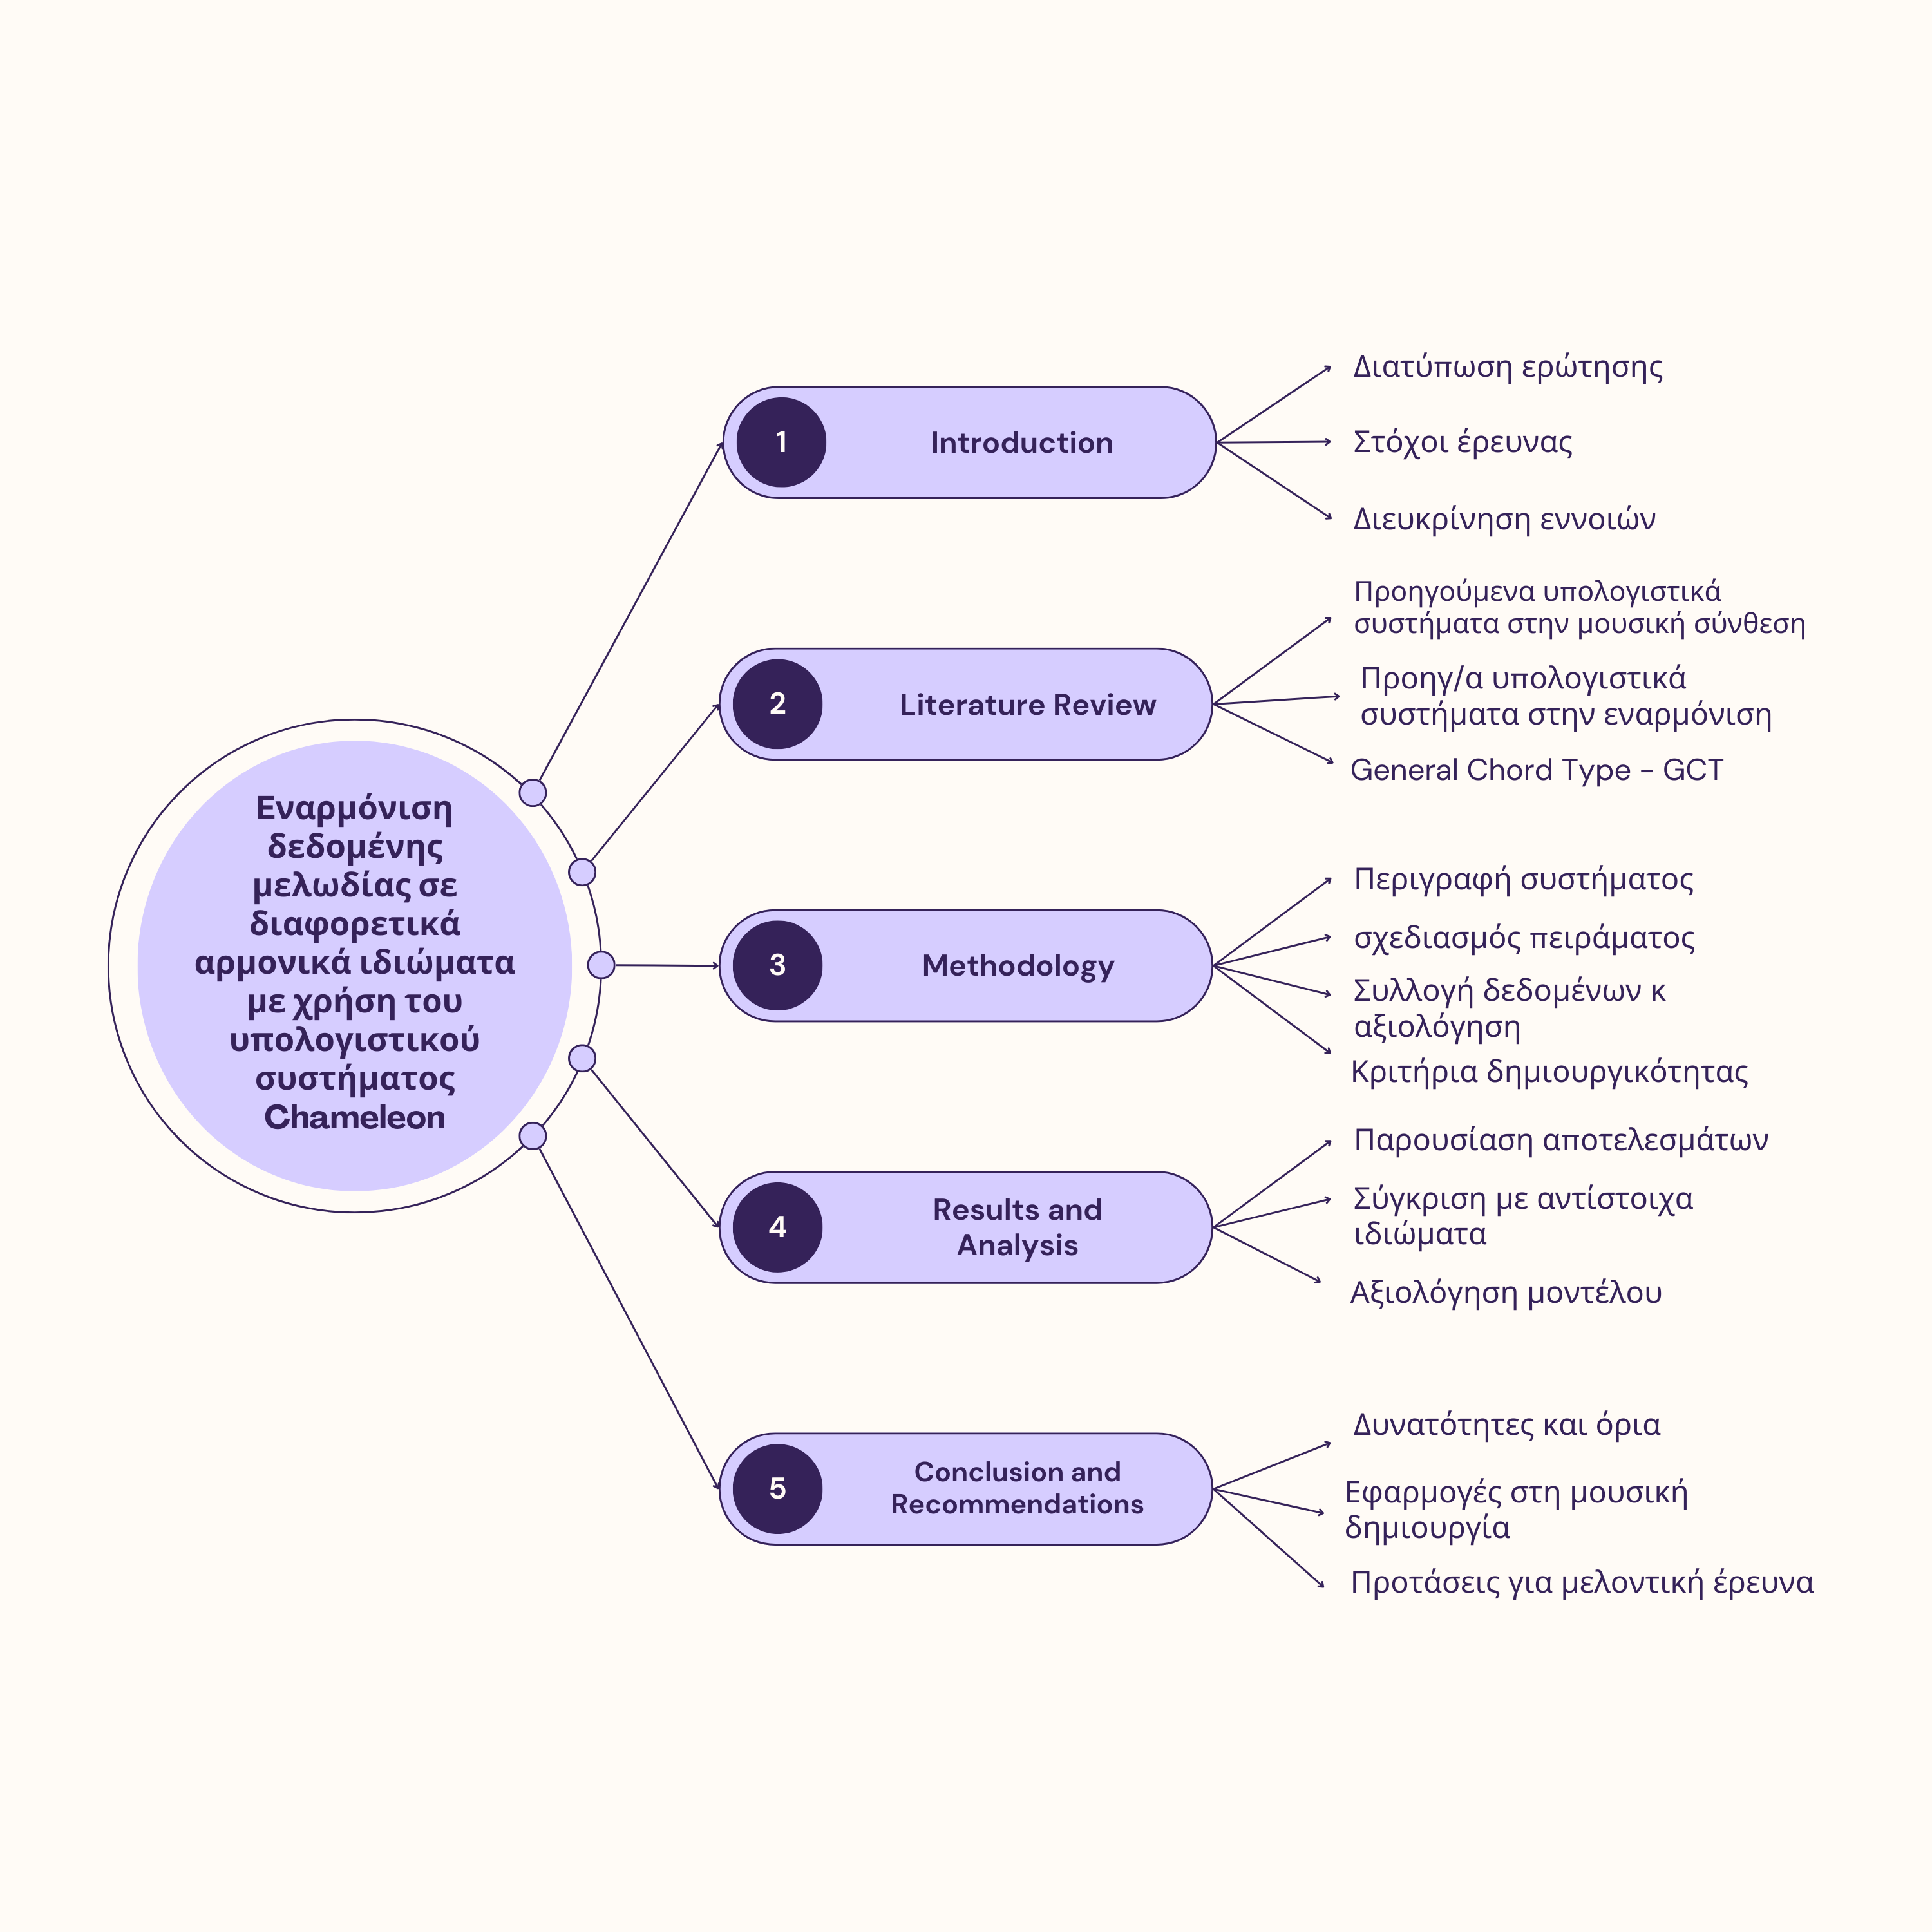 Εναρμόνιση
δεδομένης
μελωδίας σε
διαφορετικά
αρμονικά ιδιώματα
με χρήση του
υπολογιστικού
συστήματος
Chameleon
1
Introduction
Διατύπωση ερώτησης
Στόχοι έρευνας
Διευκρίνηση εννοιών
2
Literature Review
Προηγούμενα υπολογιστικά
συστήματα στην μουσική σύνθεση
Προηγ/α υπολογιστικά
συστήματα στην εναρμόνιση
General Chord Type - GCT
3
Methodology
Περιγραφή συστήματος
σχεδιασμός πειράματος
Συλλογή δεδομένων κ
αξιολόγηση
Κριτήρια δημιουργικότητας
4
Results and
Analysis
Παρουσίαση αποτελεσμάτων
Σύγκριση με αντίστοιχα
ιδιώματα
Αξιολόγηση μοντέλου
5
Conclusion and
Recommendations
Δυνατότητες και όρια
Εφαρμογές στη μουσική
δημιουργία
Προτάσεις για μελοντική έρευνα